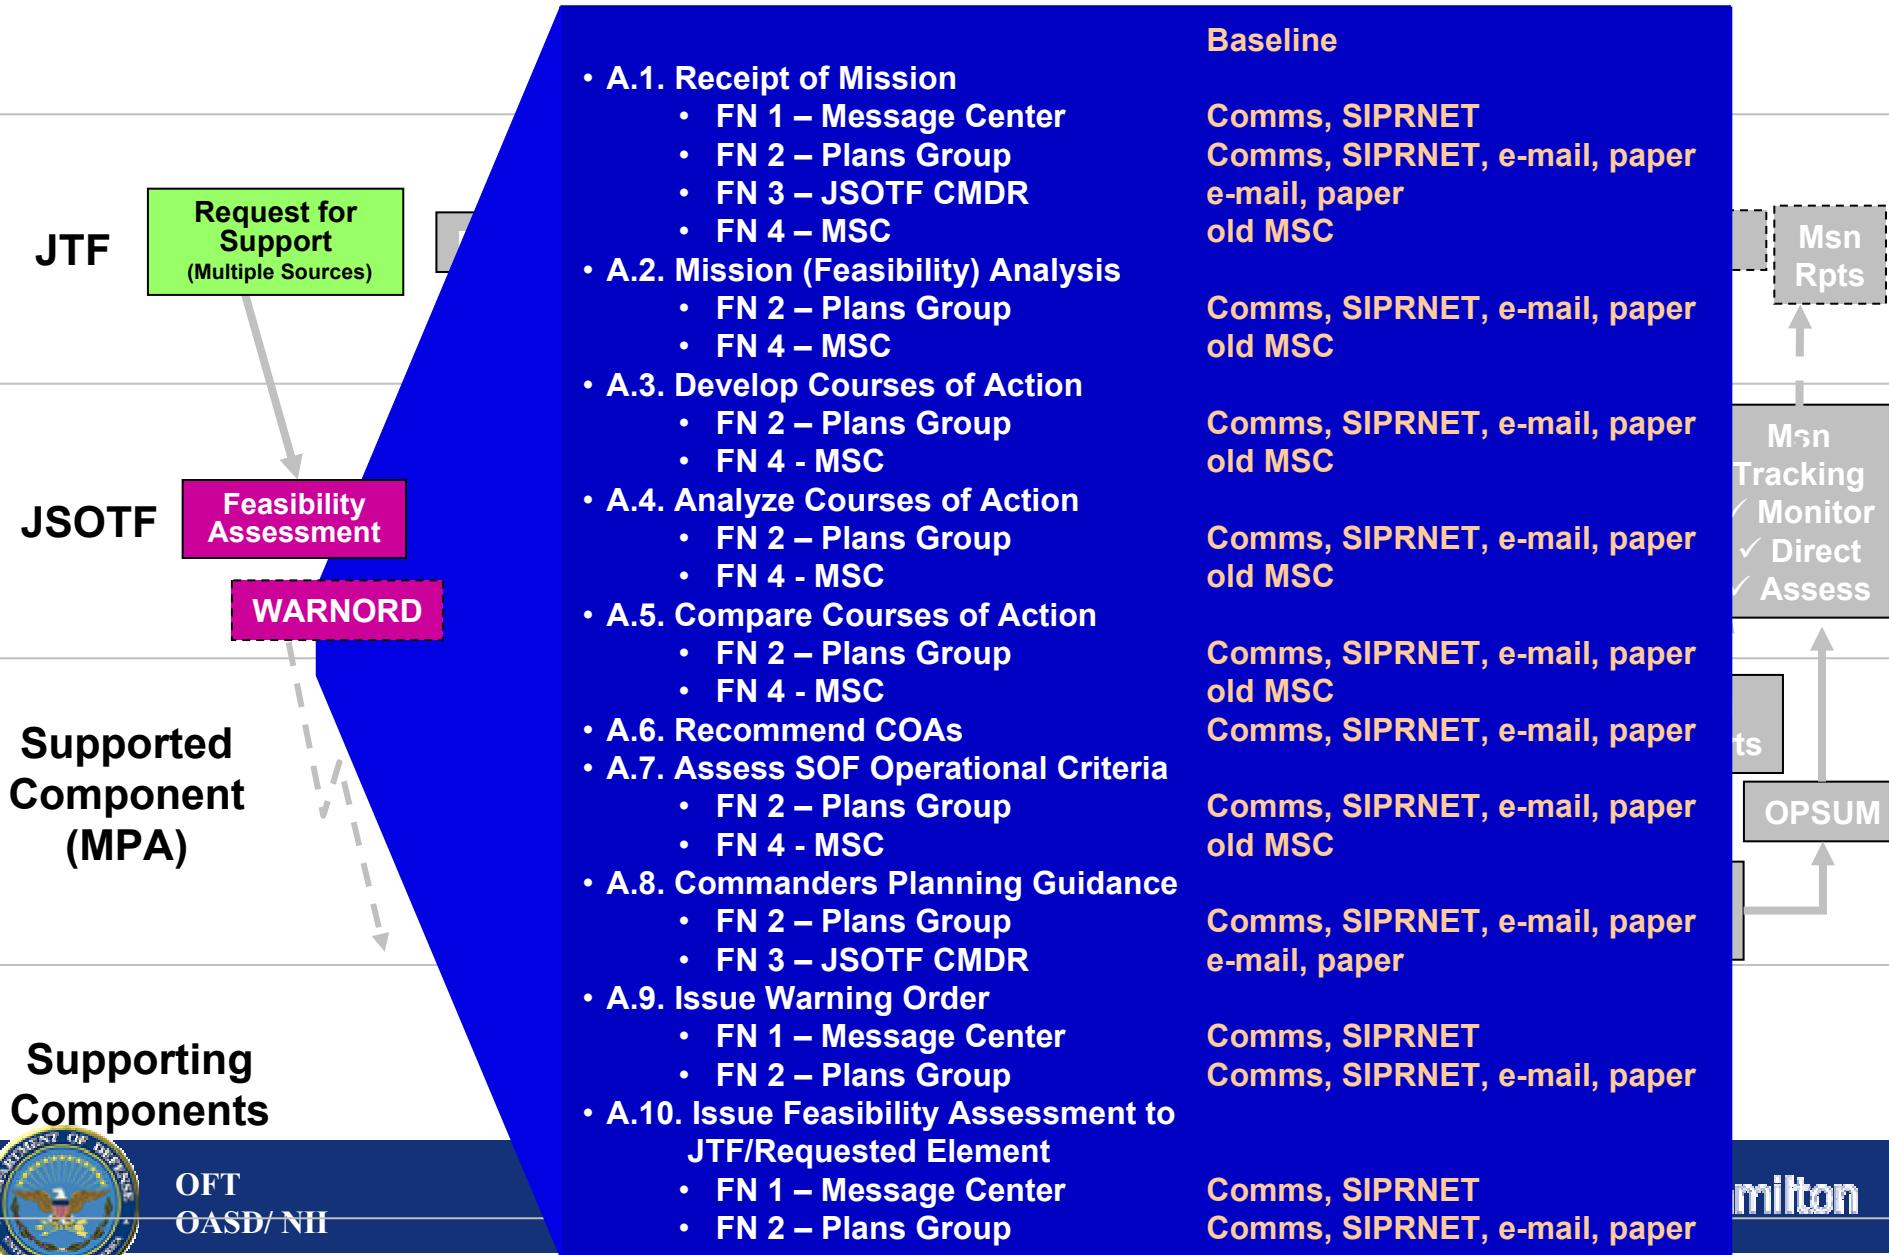 Baseline
• A.1. Receipt of Mission
• FN 1 – Message Center Comms, SIPRNET
• FN 2 – Plans Group Comms, SIPRNET, e-mail, paper
• FN 3 – JSOTF CMDR e-mail, paper
• FN 4 – MSC old MSC
• A.2. Mission (Feasibility) Analysis
• FN 2 – Plans Group Comms, SIPRNET, e-mail, paper
• FN 4 – MSC old MSC
• A.3. Develop Courses of Action
• FN 2 – Plans Group Comms, SIPRNET, e-mail, paper
• FN 4 - MSC old MSC
• A.4. Analyze Courses of Action
• FN 2 – Plans Group Comms, SIPRNET, e-mail, paper
• FN 4 - MSC old MSC
• A.5. Compare Courses of Action
• FN 2 – Plans Group Comms, SIPRNET, e-mail, paper
• FN 4 - MSC old MSC
• A.6. Recommend COAs Comms, SIPRNET, e-mail, paper
• A.7. Assess SOF Operational Criteria
• FN 2 – Plans Group Comms, SIPRNET, e-mail, paper
• FN 4 - MSC old MSC
• A.8. Commanders Planning Guidance
• FN 2 – Plans Group Comms, SIPRNET, e-mail, paper
• FN 3 – JSOTF CMDR e-mail, paper
• A.9. Issue Warning Order
• FN 1 – Message Center Comms, SIPRNET
• FN 2 – Plans Group Comms, SIPRNET, e-mail, paper
• A.10. Issue Feasibility Assessment to
JTF/Requested Element
• FN 1 – Message Center Comms, SIPRNET
• FN 2 – Plans Group Comms, SIPRNET, e-mail, paper
JTF
Request for
Support
(Multiple Sources)
JSOTF
Feasibility
Assessment
WARNORD
Supported
Component
(MPA)
Supporting
Components
Msn
Rpts
Msn
Tracking
✓ Monitor
✓ Direct
✓ Assess
ts
OPSUM
OFT
OASD/ NII
milton